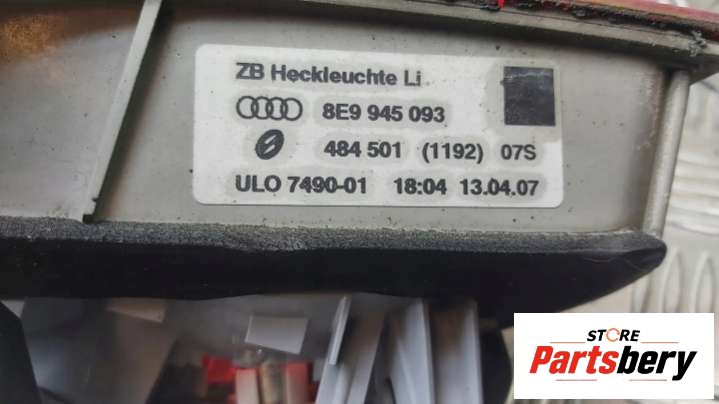 ZB Heckleuchte Li
8E9 945 093
484 501 (1192) 07S
ULO 7490-01 18:04 13.04.07
STORE
Partsbery